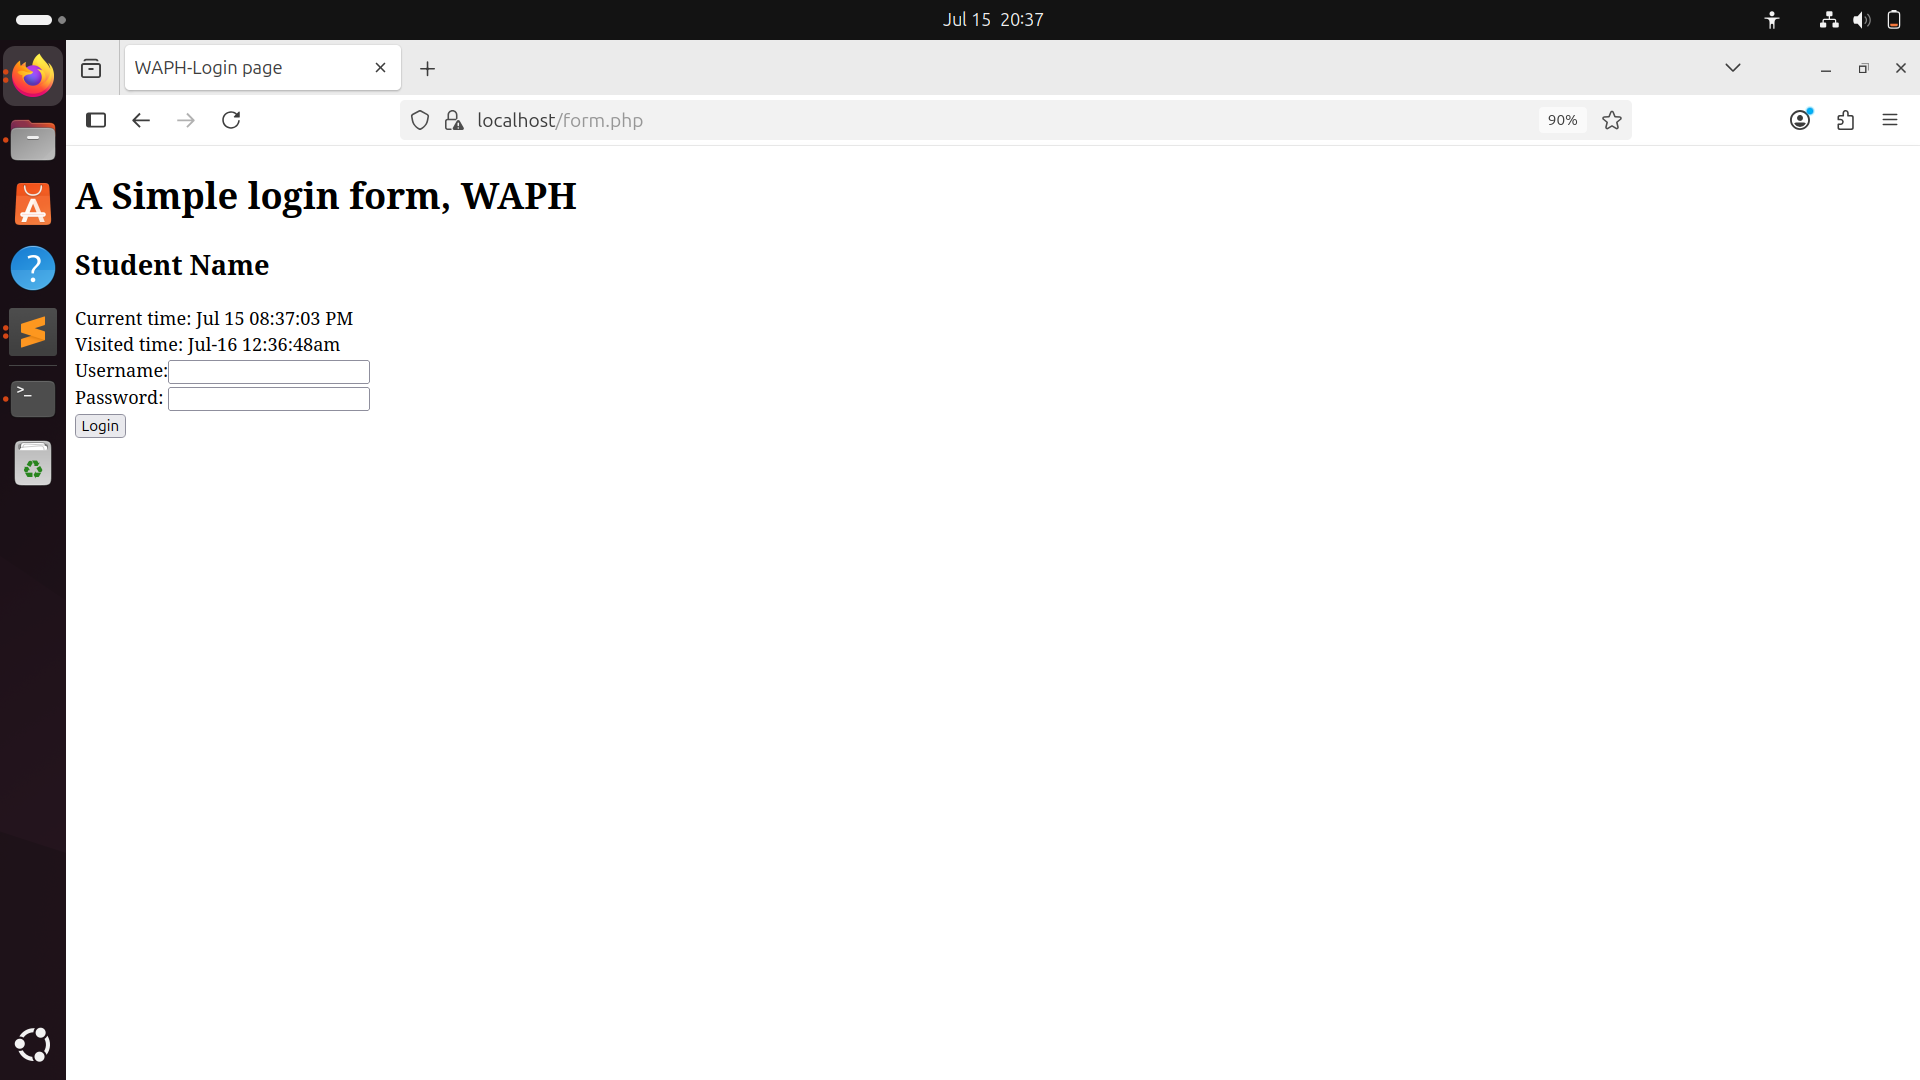 Jul 15 20:37
WAPH-Login page
localhost/form.php
90%
A Simple login form, WAPH
Student Name
Current time: Jul 15 08:37:03 PM
Visited time: Jul-16 12:36:48am
Username:
Password:
Login